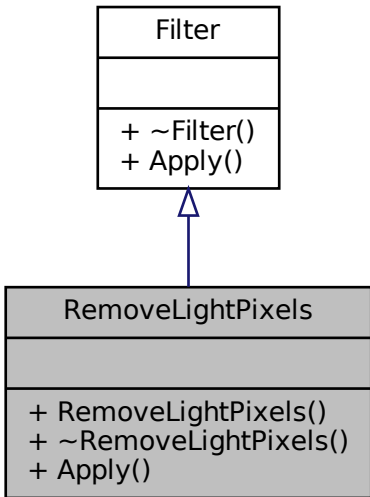 Filter
+ ~Filter()
+ Apply()
RemoveLightPixels
+ RemoveLightPixels()
+ ~RemoveLightPixels()
+ Apply()